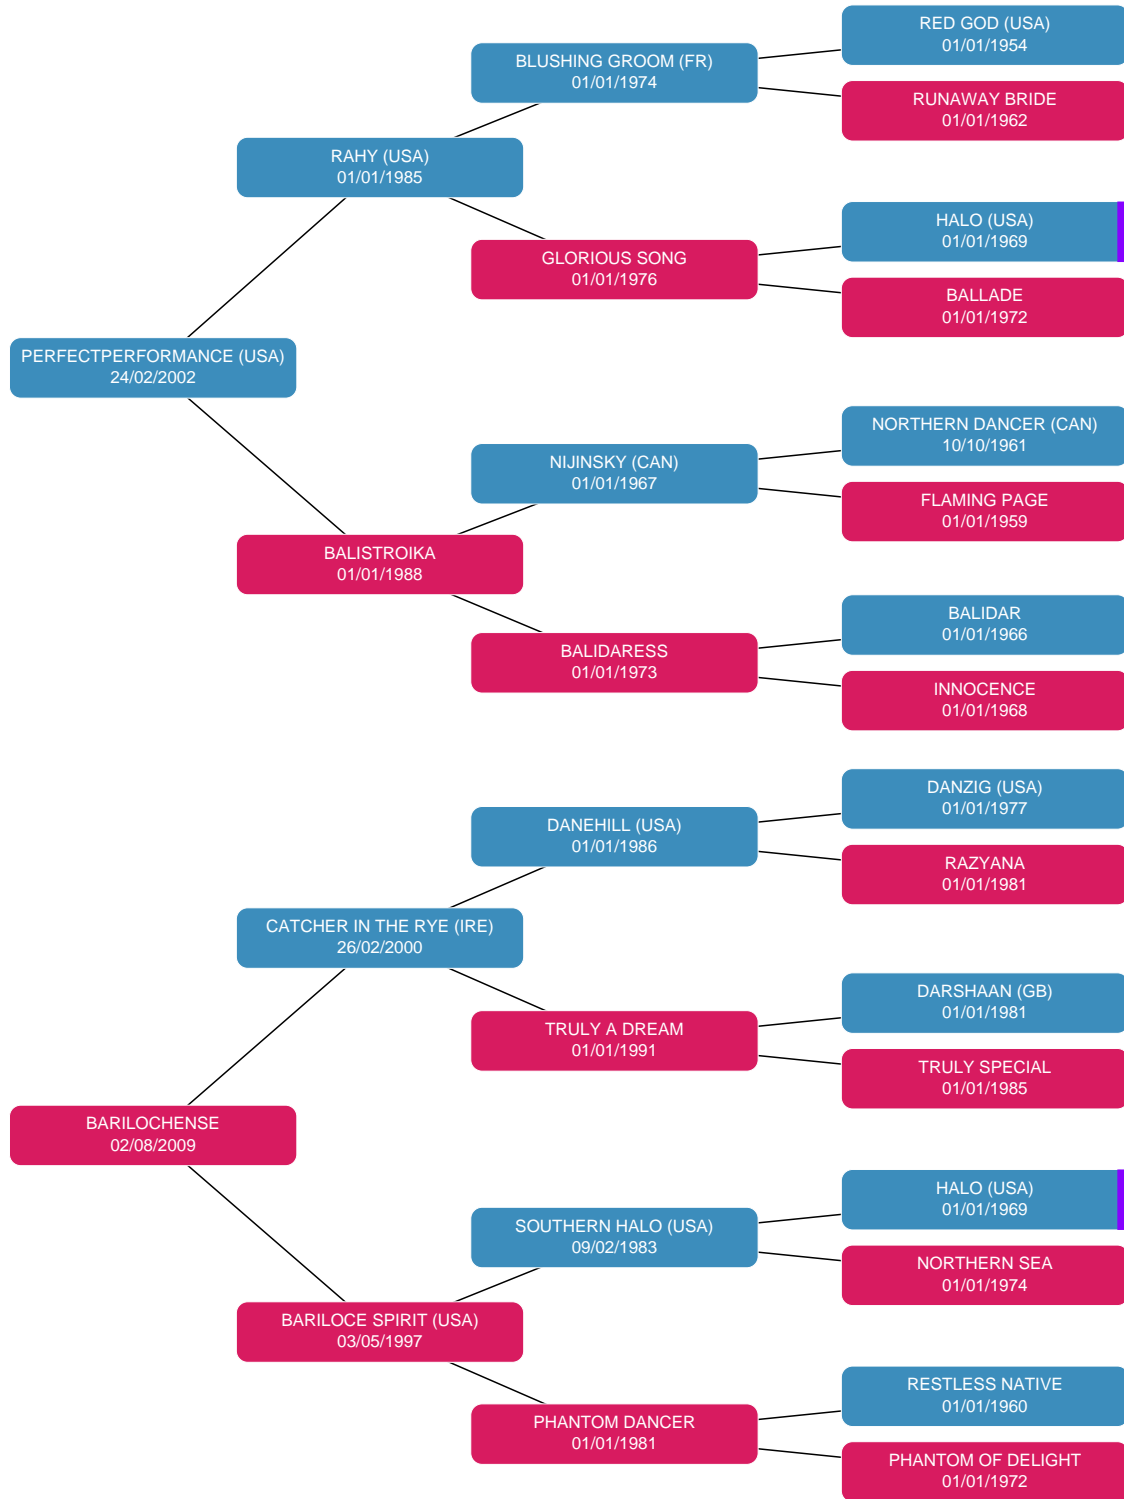 RED GOD (USA)
01/01/1954
BLUSHING GROOM (FR)
01/01/1974
RUNAWAY BRIDE
01/01/1962
RAHY (USA)
01/01/1985
HALO (USA)
01/01/1969
GLORIOUS SONG
01/01/1976
BALLADE
01/01/1972
PERFECTPERFORMANCE (USA)
24/02/2002
NORTHERN DANCER (CAN)
10/10/1961
NIJINSKY (CAN)
01/01/1967
FLAMING PAGE
01/01/1959
BALISTROIKA
01/01/1988
BALIDAR
01/01/1966
BALIDARESS
01/01/1973
INNOCENCE
01/01/1968
DANZIG (USA)
01/01/1977
DANEHILL (USA)
01/01/1986
RAZYANA
01/01/1981
CATCHER IN THE RYE (IRE)
26/02/2000
DARSHAAN (GB)
01/01/1981
TRULY A DREAM
01/01/1991
TRULY SPECIAL
01/01/1985
BARILOCHENSE
02/08/2009
HALO (USA)
01/01/1969
SOUTHERN HALO (USA)
09/02/1983
NORTHERN SEA
01/01/1974
BARILOCE SPIRIT (USA)
03/05/1997
RESTLESS NATIVE
01/01/1960
PHANTOM DANCER
01/01/1981
PHANTOM OF DELIGHT
01/01/1972